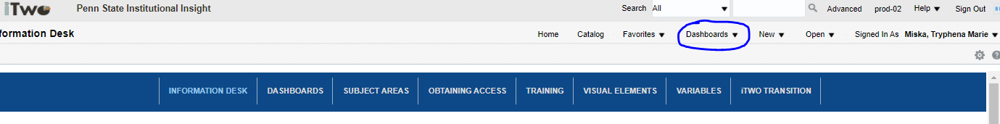 iTwo Penn State Institutional Insight Search All Advanced prod-02 Help Sign Out
formation Desk Home Catalog Favorites Dashboards New Open Signed In As Miska, Tryphena Marie
INFORMATION DESK DASHBOARDS SUBJECT AREAS OBTAINING ACCESS TRAINING VISUAL ELEMENTS VARIABLES iTWO TRANSITION